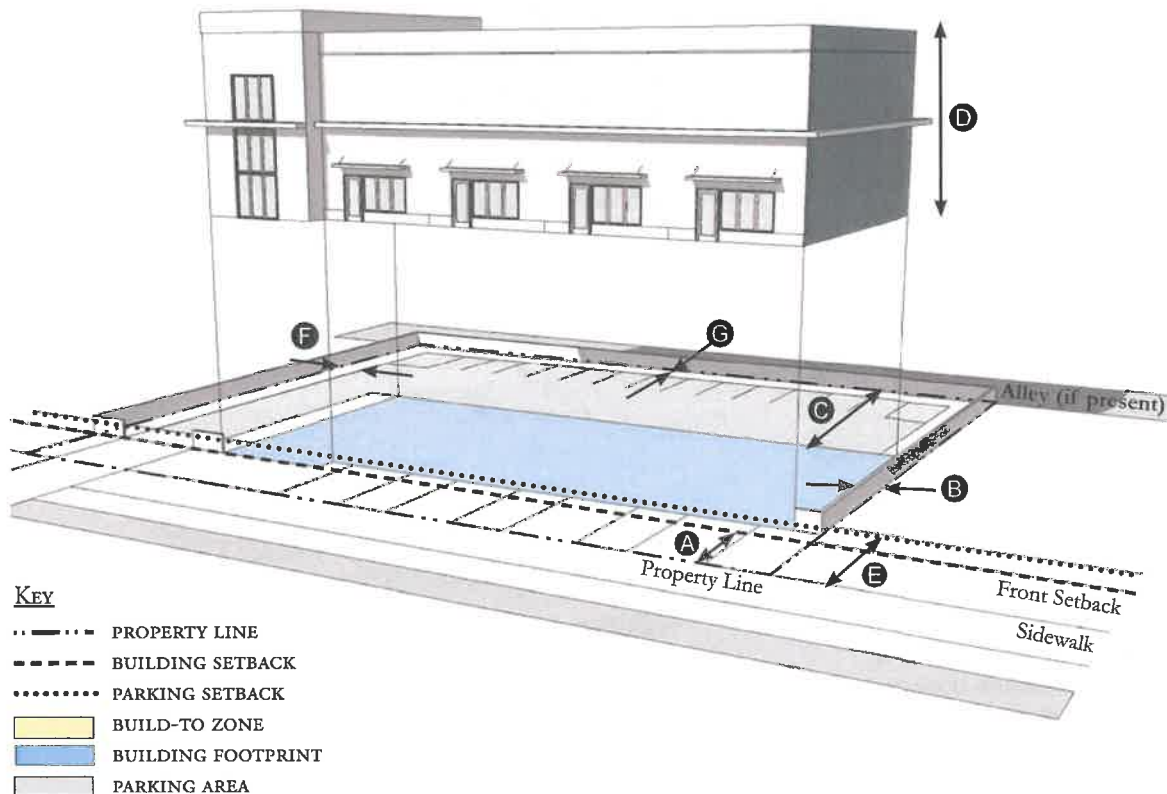 D
F
G
Alley (if present)
C
B
A
E
Property Line
Front Setback
Sidewalk
KEY
PROPERTY LINE
BUILDING SETBACK
PARKING SETBACK
BUILD-TO ZONE
BUILDING FOOTPRINT
PARKING AREA